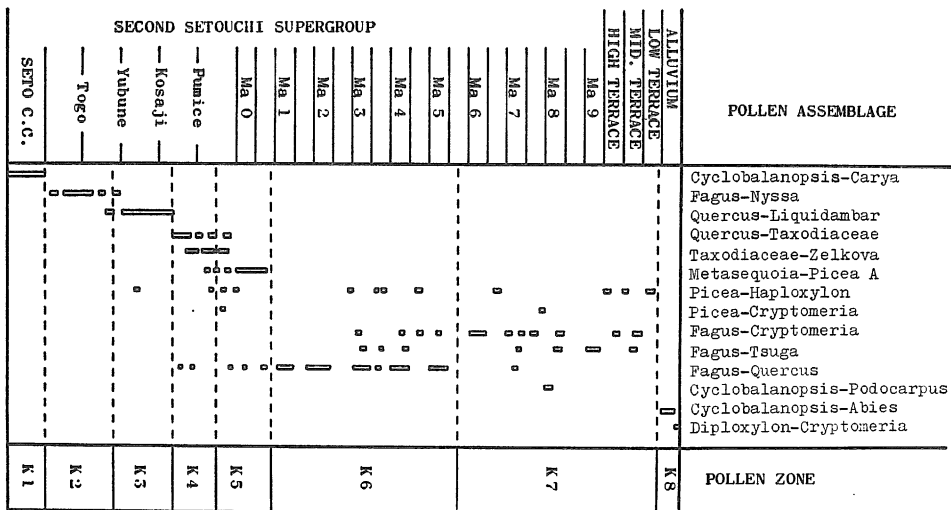 SECOND SETOUCHI SUPERGROUP
SETO C.C.
Togo
Yubune
Kosaji
Pumice
Ma 0
Ma 1
Ma 2
Ma 3
Ma 4
Ma 5
Ma 6
Ma 7
Ma 8
Ma 9
HIGH TERRACE
MID. TERRACE
LOW TERRACE
ALLUVIUM
POLLEN ASSEMBLAGE
Cyclobalanopsis-Carya
Fagus-Nyssa
Quercus-Liquidambar
Quercus-Taxodiaceae
Taxodiaceae-Zelkova
Metasequoia-Picea A
Picea-Haploxylon
Picea-Cryptomeria
Fagus-Cryptomeria
Fagus-Tsuga
Fagus-Quercus
Cyclobalanopsis-Podocarpus
Cyclobalanopsis-Abies
Diploxylon-Cryptomeria
K 1
K 2
K 3
K 4
K 5
K 6
K 7
K 8
POLLEN ZONE